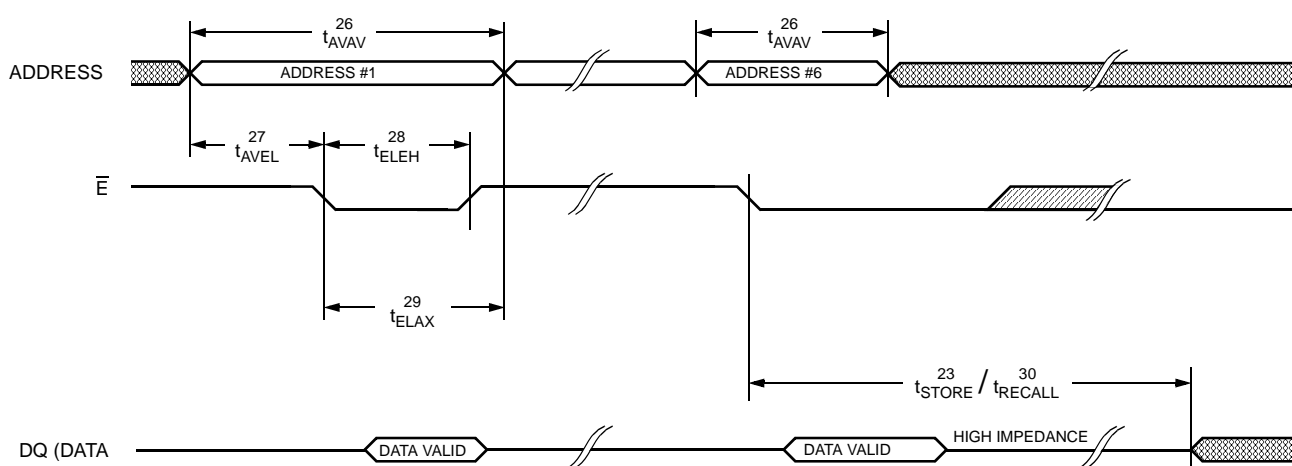 26
tAVAV
26
tAVAV
ADDRESS
ADDRESS #1
ADDRESS #6
27
tAVEL
28
tELEH
E
29
tELAX
23 30
tSTORE / tRECALL
DQ (DATA
DATA VALID
DATA VALID
HIGH IMPEDANCE